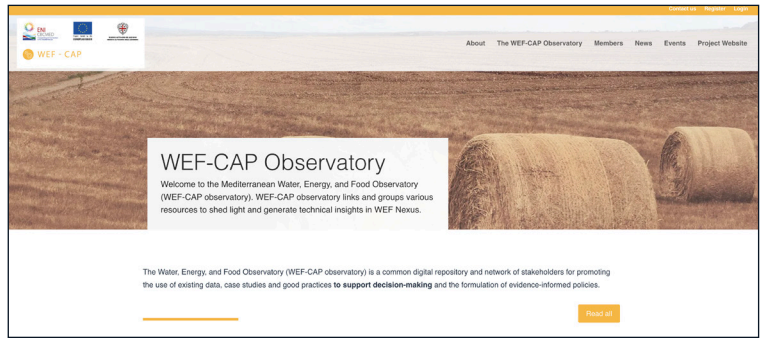 Contact us Register Login
ENI
CBCMED
WEF - CAP
About The WEF-CAP Observatory Members News Events Project Website
WEF-CAP Observatory
Welcome to the Mediterranean Water, Energy, and Food Observatory
(WEF-CAP observatory). WEF-CAP observatory links and groups various
resources to shed light and generate technical insights in WEF Nexus.
The Water, Energy, and Food Observatory (WEF-CAP observatory) is a common digital repository and network of stakeholders for promoting
the use of existing data, case studies and good practices to support decision-making and the formulation of evidence-informed policies.
Read all